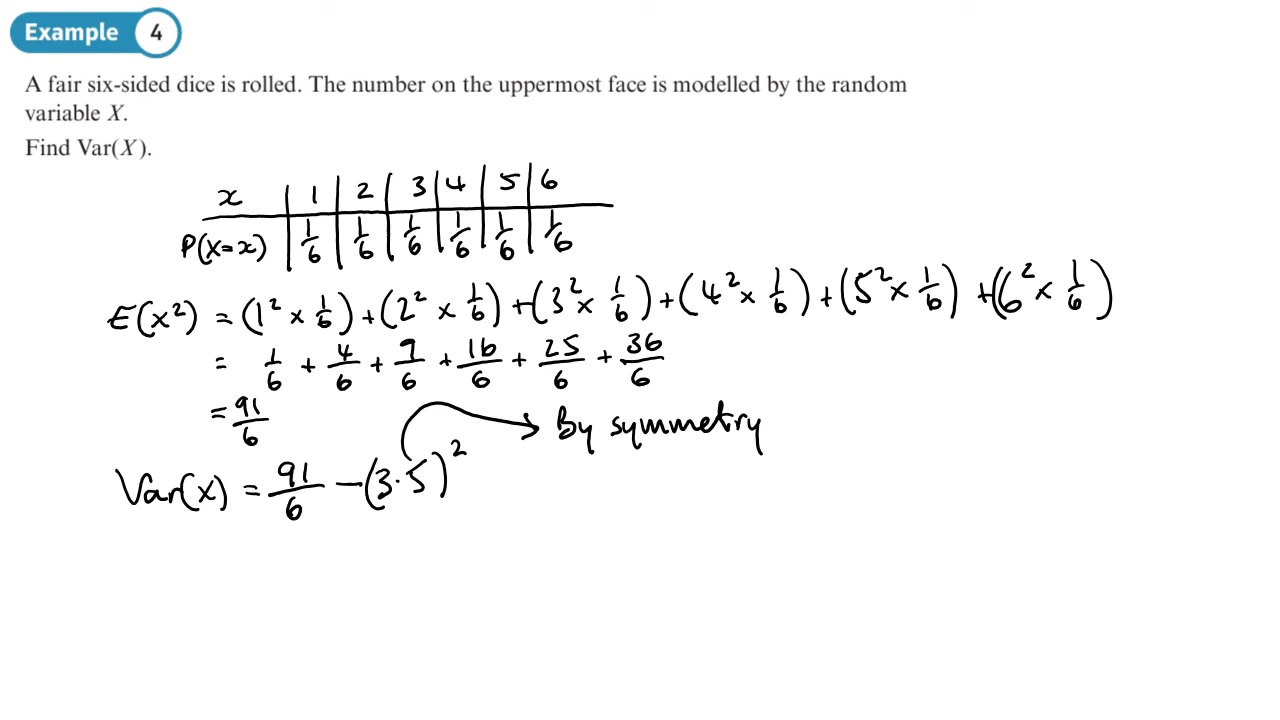 Example 4
A fair six-sided dice is rolled. The number on the uppermost face is modelled by the random
variable X.
Find Var(X).
x | 1 | 2 | 3 | 4 | 5 | 6
P(X=x) | 1/6 | 1/6 | 1/6 | 1/6 | 1/6 | 1/6
E(X²) = (1² × 1/6) + (2² × 1/6) + (3² × 1/6) + (4² × 1/6) + (5² × 1/6) + (6² × 1/6)
= 1/6 + 4/6 + 9/6 + 16/6 + 25/6 + 36/6
= 91/6
By symmetry
Var(X) = 91/6 − (3.5)²